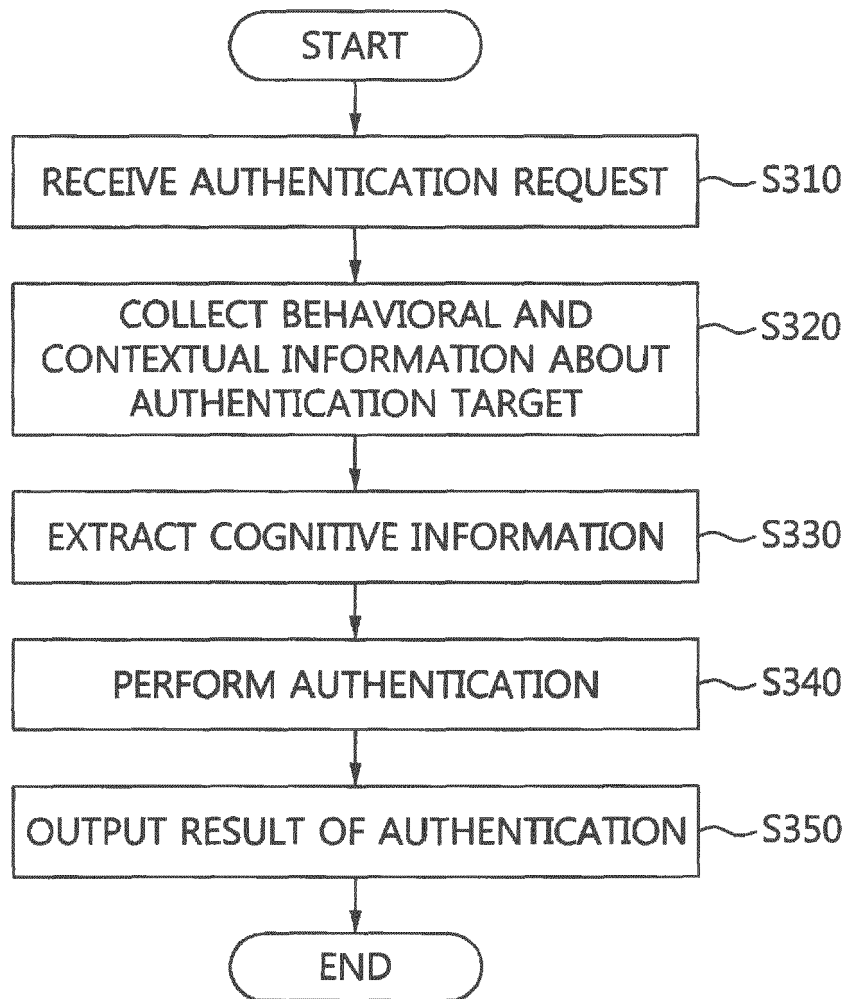 START
RECEIVE AUTHENTICATION REQUEST
S310
COLLECT BEHAVIORAL AND
CONTEXTUAL INFORMATION ABOUT
AUTHENTICATION TARGET
S320
EXTRACT COGNITIVE INFORMATION
S330
PERFORM AUTHENTICATION
S340
OUTPUT RESULT OF AUTHENTICATION
S350
END